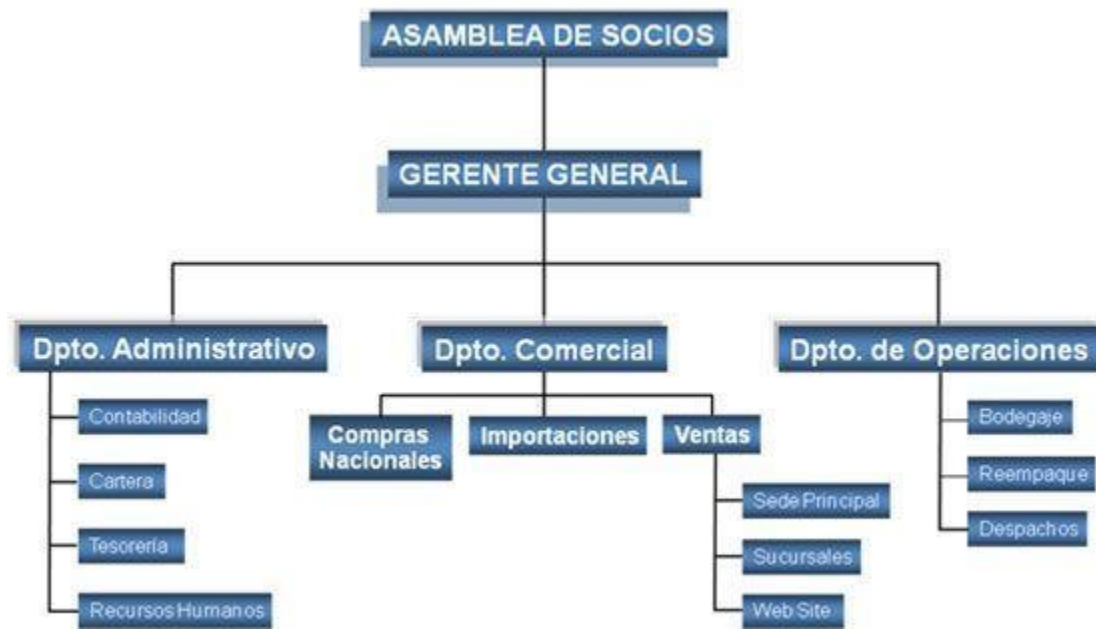 ASAMBLEA DE SOCIOS
GERENTE GENERAL
Dpto. Administrativo
Contabilidad
Cartera
Tesorería
Recursos Humanos
Dpto. Comercial
Compras
Nacionales
Importaciones
Ventas
Sede Principal
Sucursales
Web Site
Dpto. de Operaciones
Bodegaje
Reempaque
Despachos